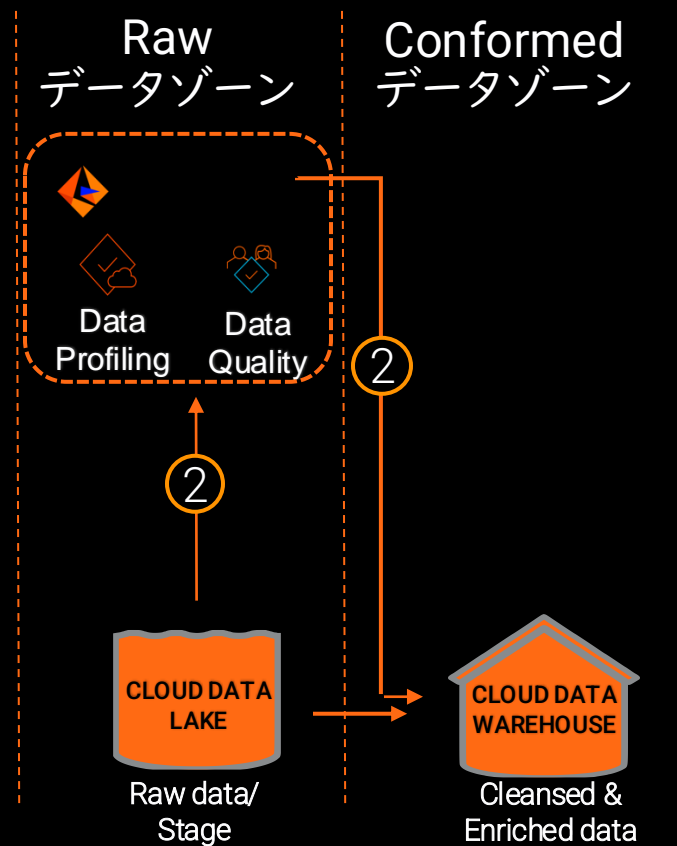 Raw
データゾーン
Conformed
データゾーン
Data
Profiling
Data
Quality
2
2
CLOUD DATA
LAKE
Raw data/
Stage
CLOUD DATA
WAREHOUSE
Cleansed &
Enriched data